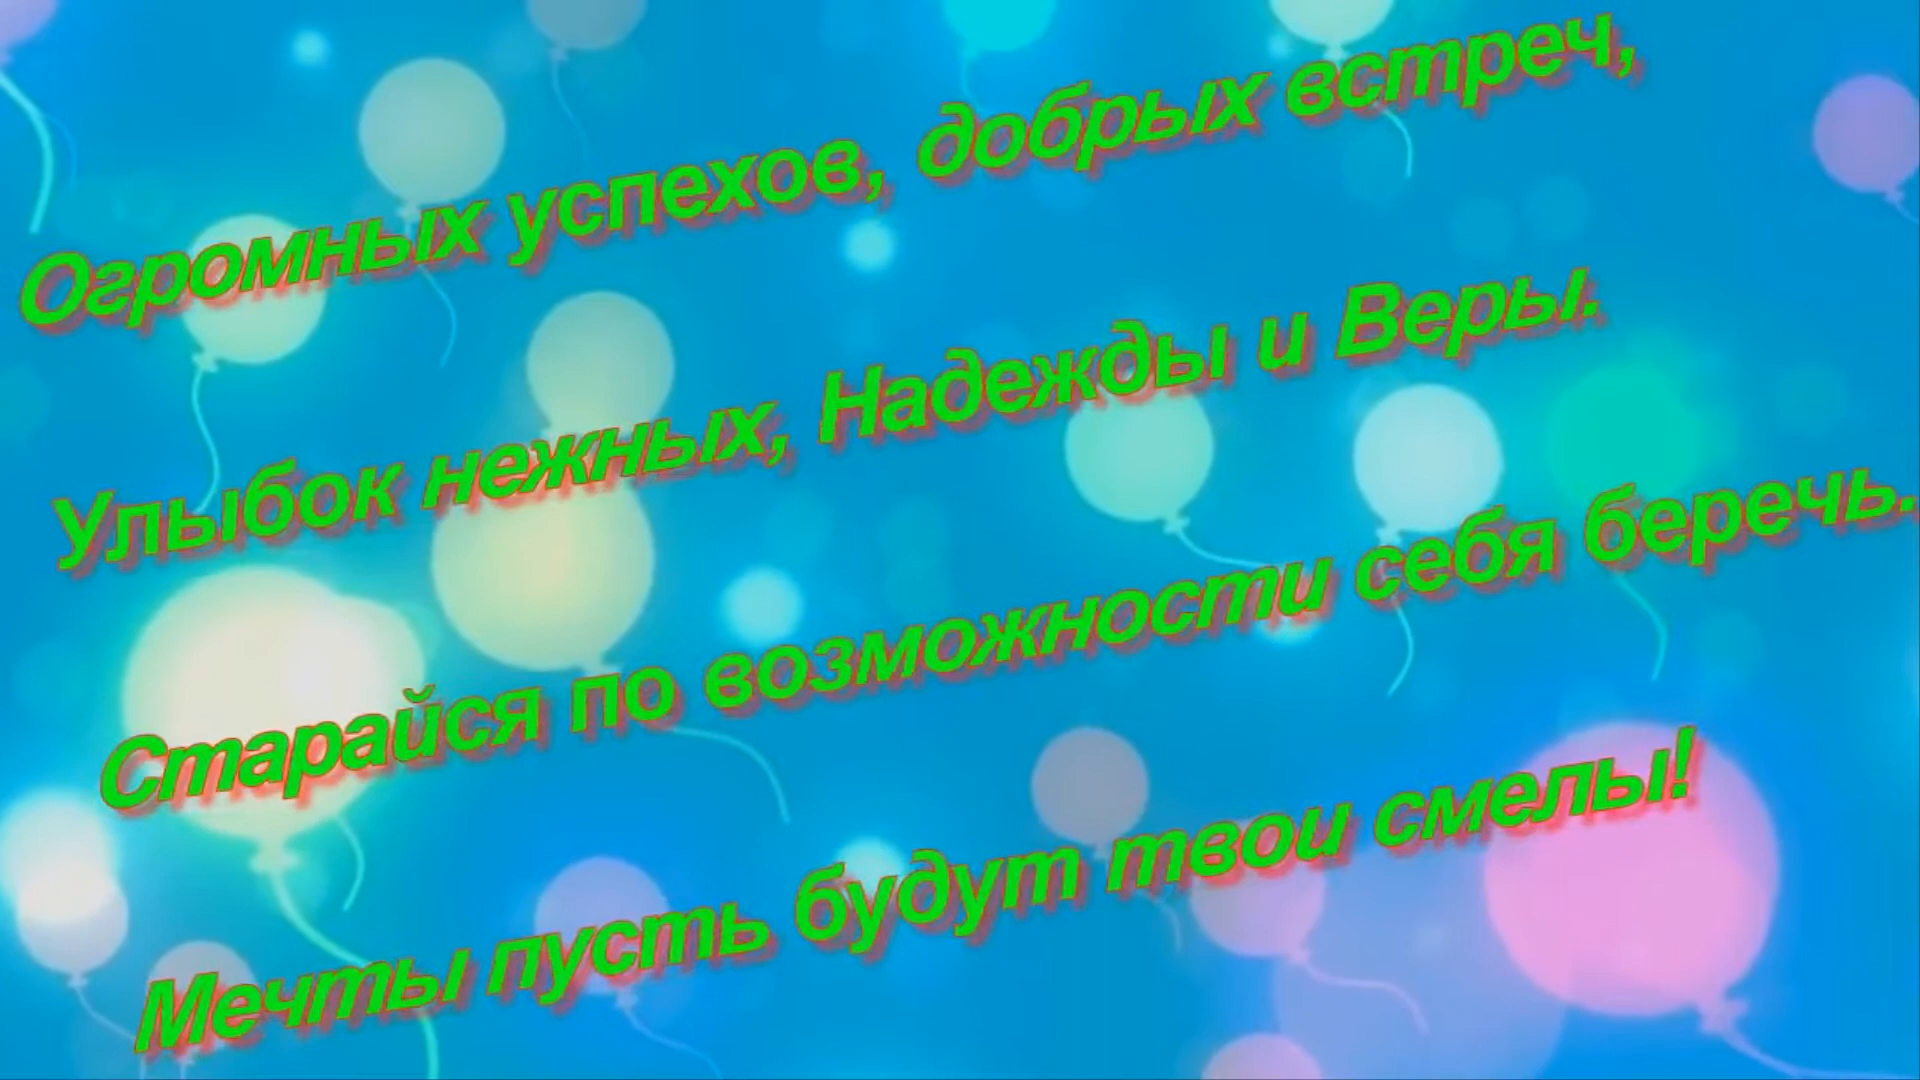 Огромных успехов, добрых встреч,
Улыбок нежных, Надежды и Веры.
Старайся по возможности себя беречь.
Мечты пусть будут твои смелы!